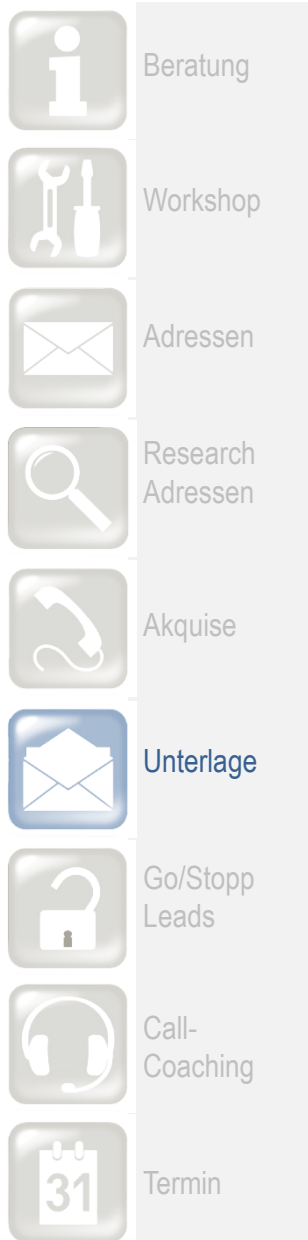 Beratung
Workshop
Adressen
Research
Adressen
Akquise
Unterlage
Go/Stopp
Leads
Call-
Coaching
31
Termin